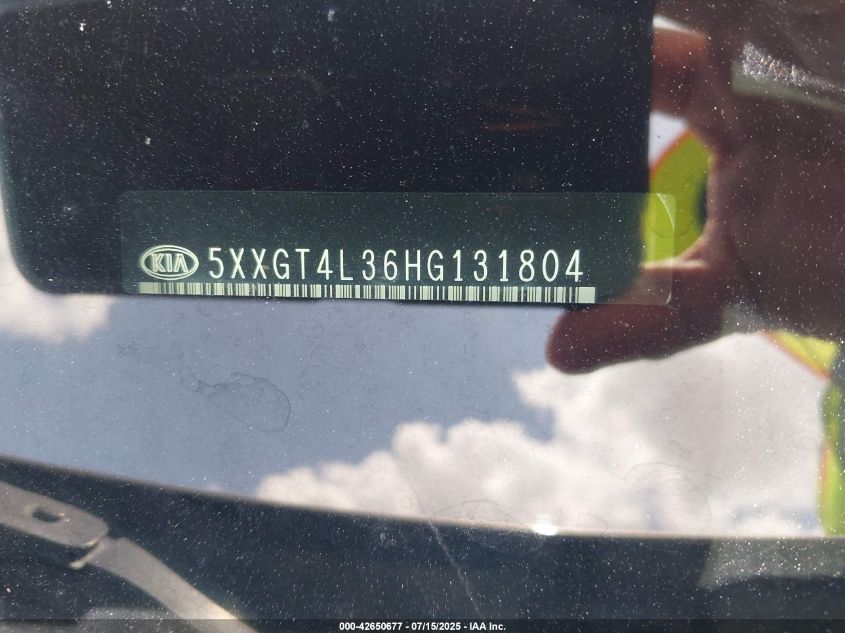 KIA 5XXGT4L36HG131804
000-42650677 - 07/15/2025 - IAA Inc.